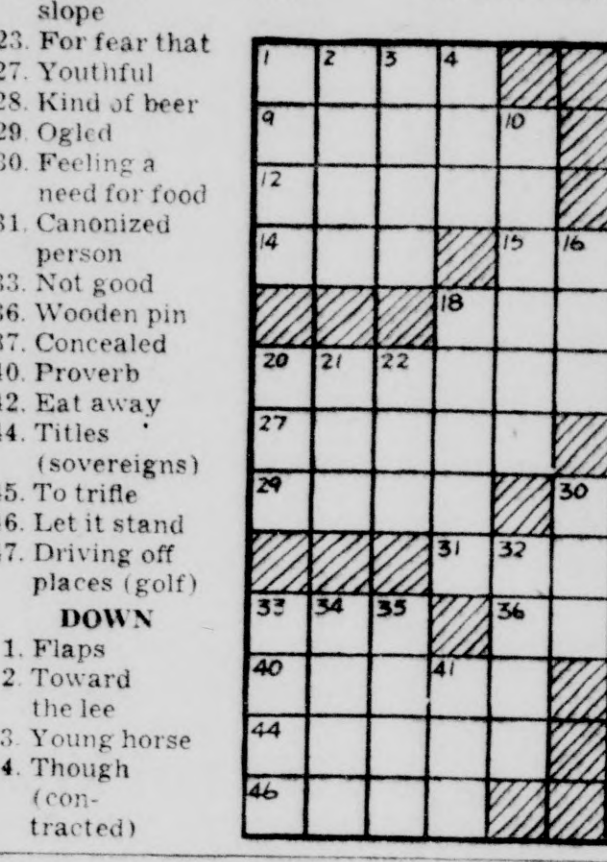 slope
23. For fear that
27. Youthful
28. Kind of beer
29. Ogled
30. Feeling a
need for food
31. Canonized
person
33. Not good
36. Wooden pin
37. Concealed
40. Proverb
42. Eat away
44. Titles
(sovereigns)
45. To trifle
46. Let it stand
47. Driving off
places (golf)
DOWN
1. Flaps
2. Toward
the lee
3. Young horse
4. Though
(con-
tracted)
1 2 3 4
9 10
12
14 15 16
18
20 21 22
27
29 30
31 32
33 34 35 36
40 41
44
46